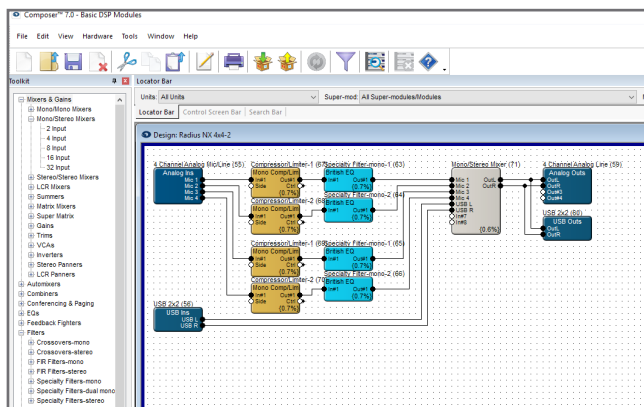 Composer™ 7.0 - Basic DSP Modules
File Edit View Hardware Tools Window Help
Toolkit
Locator Bar
Units: All Units Super-mod: All Super-modules/Modules
Locator Bar Control Screen Bar Search Bar
Mixers & Gains
Mono/Mono Mixers
Mono/Stereo Mixers
2 Input
4 Input
8 Input
16 Input
32 Input
Stereo/Stereo Mixers
LCR Mixers
Summers
Matrix Mixers
Super Matrix
Gains
Trims
VCAs
Inverters
Stereo Panners
LCR Panners
Automixers
Combiners
Conferencing & Paging
EQs
Feedback Fighters
Filters
Crossovers-mono
Crossovers-stereo
FIR Filters-mono
FIR Filters-stereo
Specialty Filters-mono
Specialty Filters-dual mono
Specialty Filters-stereo
Design: Radius NX 4x4-2
4 Channel Analog Mic/Line (55)
Analog Ins
Mic 1
Mic 2
Mic 3
Mic 4
Compressor/Limiter-1 (67)
Mono Comp/Lim
In#1 Out#1
Side Ctrl
(0.7%)
Specialty Filter-mono-1 (63)
British EQ
In#1 Out#1
(0.7%)
Compressor/Limiter-2 (68)
Mono Comp/Lim
In#1 Out#1
Side Ctrl
(0.7%)
Specialty Filter-mono-2 (64)
British EQ
In#1 Out#1
(0.7%)
Compressor/Limiter-1 (69)
Mono Comp/Lim
In#1 Out#1
Side Ctrl
(0.7%)
Specialty Filter-mono-1 (65)
British EQ
In#1 Out#1
(0.7%)
Compressor/Limiter-2 (70)
Mono Comp/Lim
In#1 Out#1
Side Ctrl
(0.7%)
Specialty Filter-mono-2 (66)
British EQ
In#1 Out#1
(0.7%)
USB 2x2 (56)
USB Ins
USB L
USB R
Mono/Stereo Mixer (71)
Mic 1 OutL
Mic 2 OutR
Mic 3
Mic 4
USB L
USB R
In#7
In#8
(0.6%)
4 Channel Analog Line (59)
Analog Outs
OutL
OutR
Out#3
Out#4
USB 2x2 (60)
USB Outs
OutL
OutR